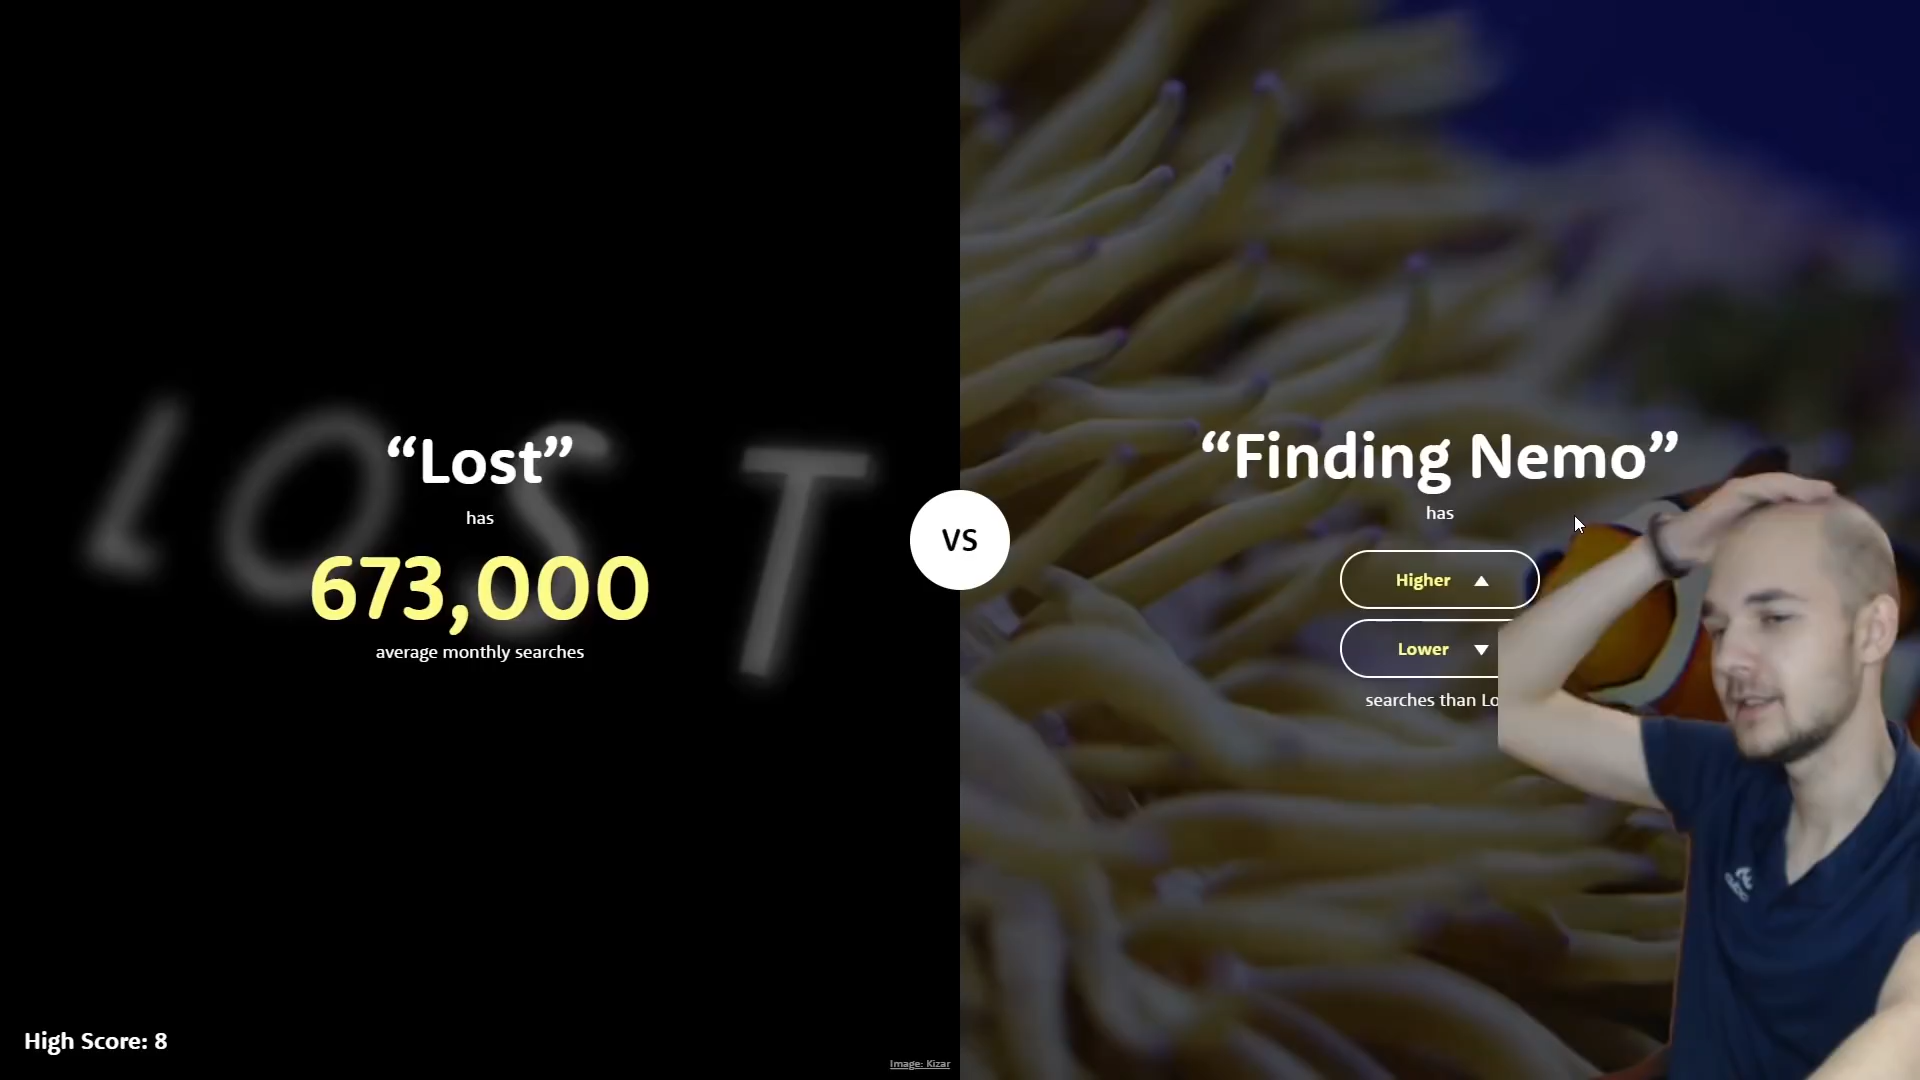 LOST
“Lost”
has
673,000
average monthly searches
VS
“Finding Nemo”
has
Higher ▲
Lower ▼
searches than Lo
High Score: 8
Image: Kizar